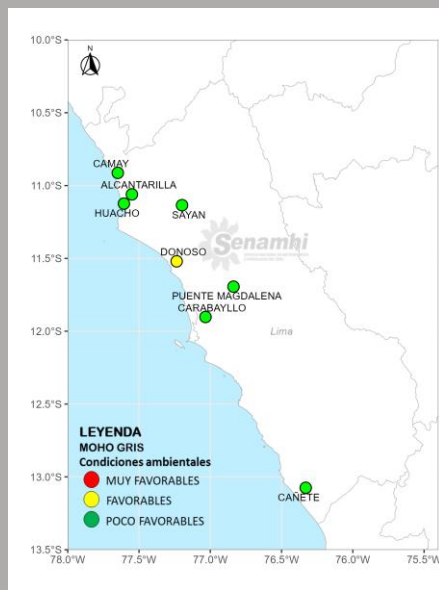 10.0°S
N
10.5°S
CAMAY
11.0°S
ALCANTARILLA
HUACHO
SAYAN
Senamhi
DONOSO
11.5°S
PUENTE MAGDALENA
CARABAYLLO
12.0°S
Lima
12.5°S
LEYENDA
MOHO GRIS
Condiciones ambientales
MUY FAVORABLES
FAVORABLES
POCO FAVORABLES
13.0°S
CAÑETE
13.5°S
78.0°W 77.5°W 77.0°W 76.5°W 76.0°W 75.5°W